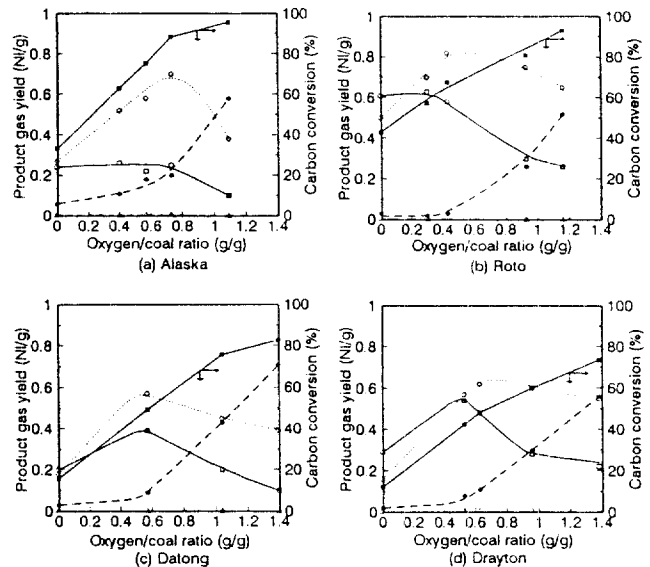 Product gas yield (Nl/g)
1
0.8
0.6
0.4
0.2
0
100
80
60
40
20
0
Carbon conversion (%)
0 0.2 0.4 0.6 0.8 1 1.2 1.4
Oxygen/coal ratio (g/g)
(a) Alaska
Product gas yield (Nl/g)
1
0.8
0.6
0.4
0.2
0
100
80
60
40
20
0
Carbon conversion (%)
0 0.2 0.4 0.6 0.8 1 1.2 1.4
Oxygen/coal ratio (g/g)
(b) Roto
Product gas yield (Nl/g)
1
0.8
0.6
0.4
0.2
0
100
80
60
40
20
0
Carbon conversion (%)
0 0.2 0.4 0.6 0.8 1 1.2 1.4
Oxygen/coal ratio (g/g)
(c) Datong
Product gas yield (Nl/g)
1
0.8
0.6
0.4
0.2
0
100
80
60
40
20
0
Carbon conversion (%)
0 0.2 0.4 0.6 0.8 1 1.2 1.4
Oxygen/coal ratio (g/g)
(d) Drayton